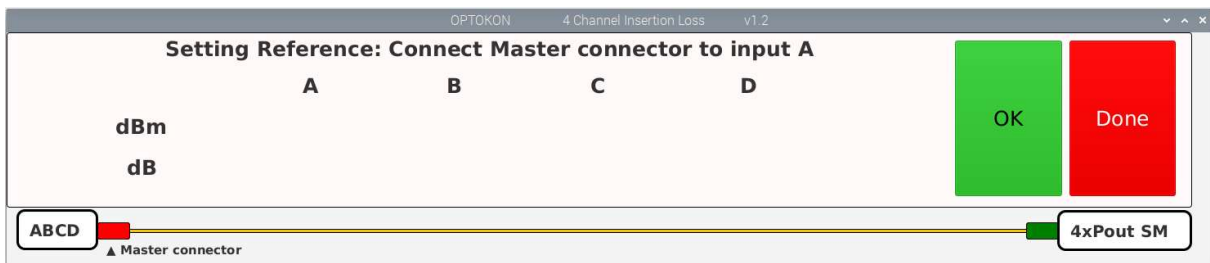 OPTOKON 4 Channel Insertion Loss v1.2
Setting Reference: Connect Master connector to input A
A B C D
OK Done
dBm
dB
ABCD 4xPout SM
▲ Master connector